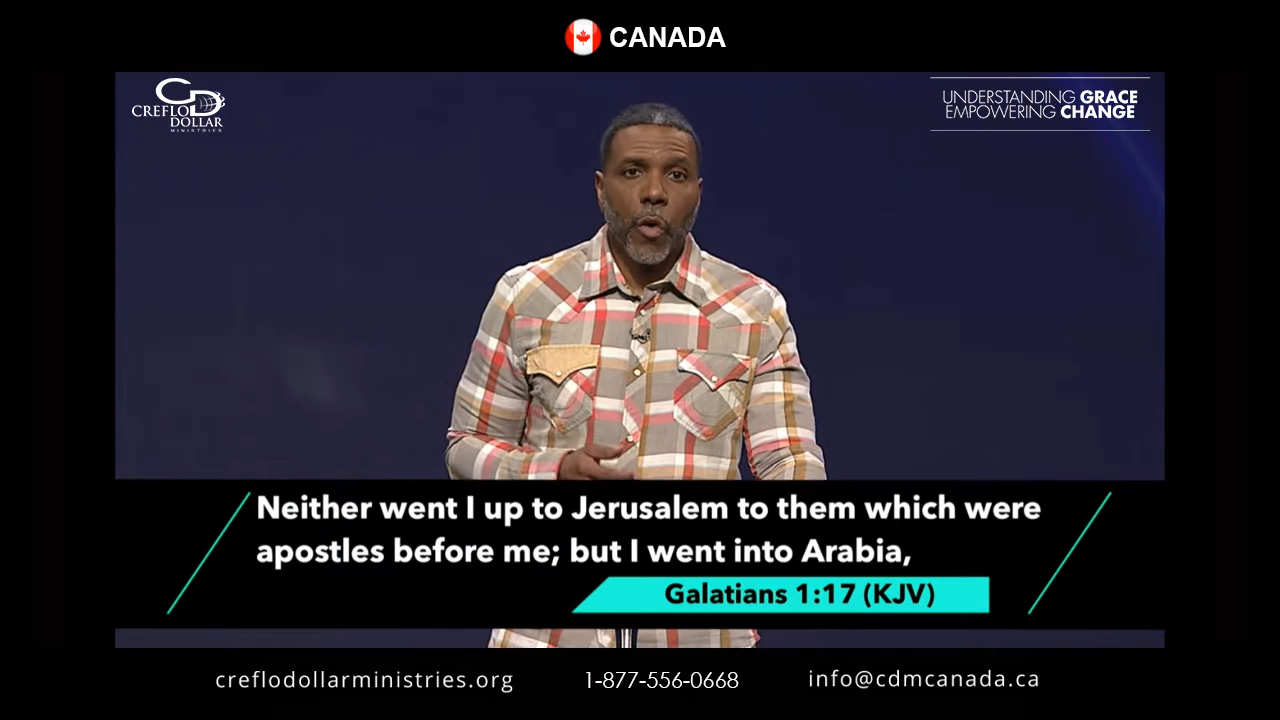 CANADA
CREFLO
DOLLAR
MINISTRIES
UNDERSTANDING GRACE
EMPOWERING CHANGE
Neither went I up to Jerusalem to them which were
apostles before me; but I went into Arabia,
Galatians 1:17 (KJV)
creflodollarministries.org
1-877-556-0668
info@cdmcanada.ca